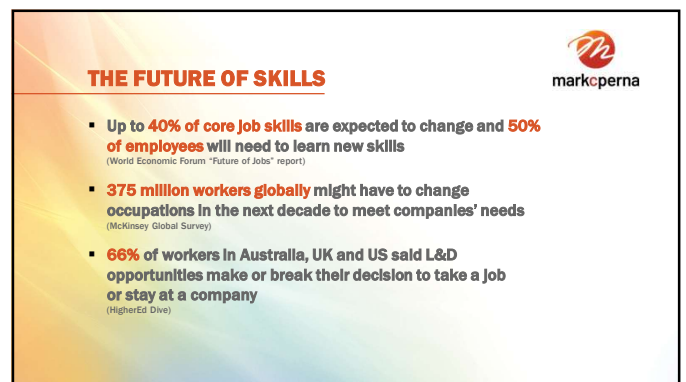 markcperna
THE FUTURE OF SKILLS
▪ Up to 40% of core job skills are expected to change and 50%
of employees will need to learn new skills
(World Economic Forum “Future of Jobs” report)
▪ 375 million workers globally might have to change
occupations in the next decade to meet companies’ needs
(McKinsey Global Survey)
▪ 66% of workers in Australia, UK and US said L&D
opportunities make or break their decision to take a job
or stay at a company
(HigherEd Dive)